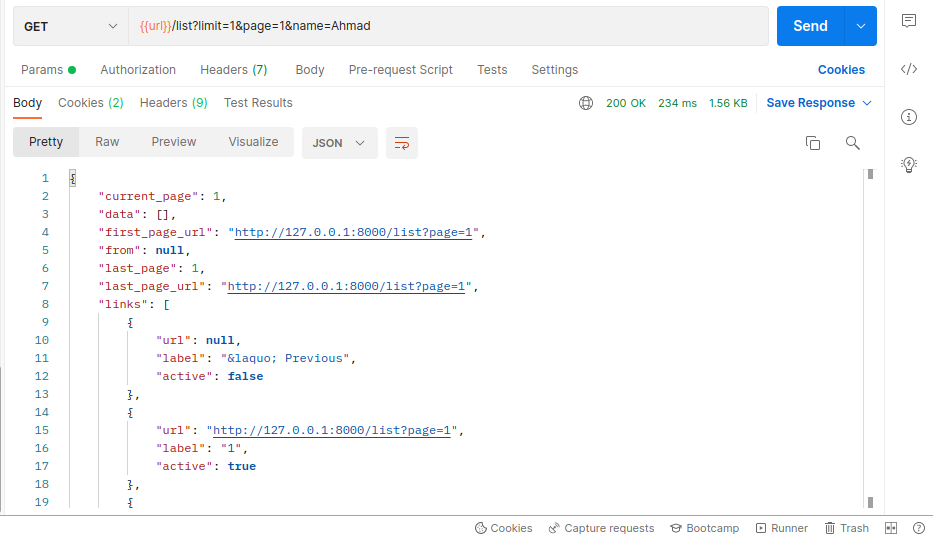 GET {{url}}/list?limit=1&page=1&name=Ahmad Send
Params Authorization Headers (7) Body Pre-request Script Tests Settings Cookies
Body Cookies (2) Headers (9) Test Results 200 OK 234 ms 1.56 KB Save Response
Pretty Raw Preview Visualize JSON
1 {
2 "current_page": 1,
3 "data": [],
4 "first_page_url": "http://127.0.0.1:8000/list?page=1",
5 "from": null,
6 "last_page": 1,
7 "last_page_url": "http://127.0.0.1:8000/list?page=1",
8 "links": [
9 {
10 "url": null,
11 "label": "&laquo; Previous",
12 "active": false
13 },
14 {
15 "url": "http://127.0.0.1:8000/list?page=1",
16 "label": "1",
17 "active": true
18 },
19 {
Cookies Capture requests Bootcamp Runner Trash